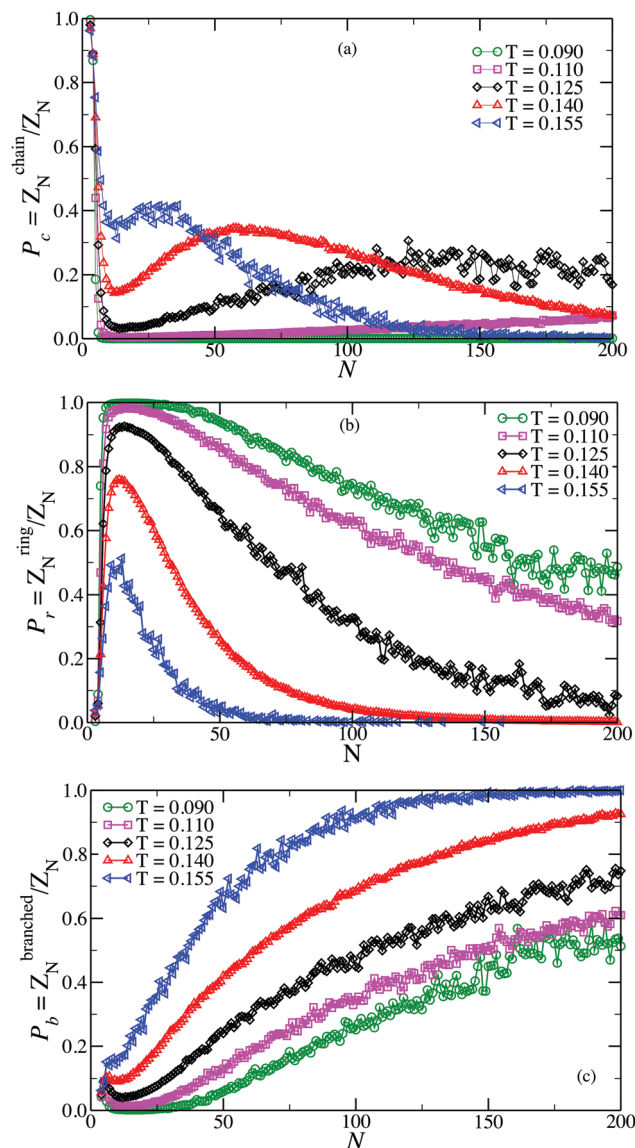 (a)
T = 0.090
T = 0.110
T = 0.125
T = 0.140
T = 0.155
P_c = Z_N^chain/Z_N
1.0
0.8
0.6
0.4
0.2
0.0
0 50 100 150 200
N
(b)
T = 0.090
T = 0.110
T = 0.125
T = 0.140
T = 0.155
P_r = Z_N^ring/Z_N
1.0
0.8
0.6
0.4
0.2
0.0
0 50 100 150 200
N
T = 0.090
T = 0.110
T = 0.125
T = 0.140
T = 0.155
P_b = Z_N^branched/Z_N
1.0
0.8
0.6
0.4
0.2
0.0
(c)
0 50 100 150 200
N